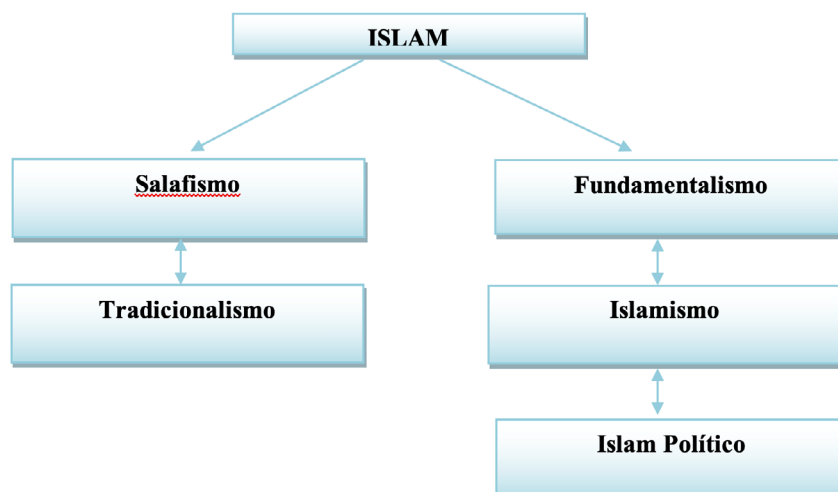 ISLAM
Salafismo
Fundamentalismo
Tradicionalismo
Islamismo
Islam Político